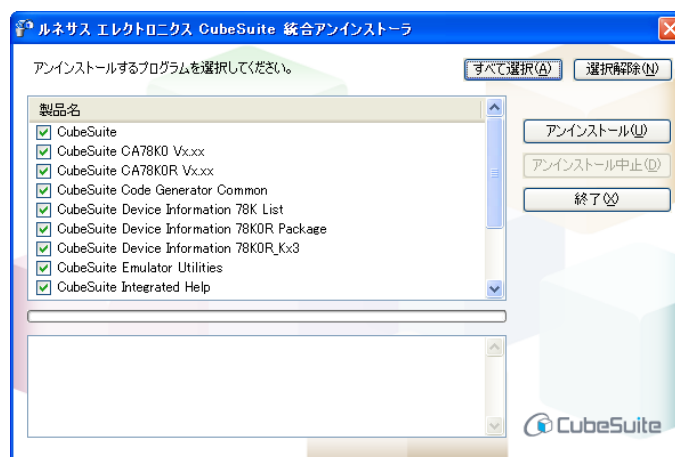 ルネサス エレクトロニクス CubeSuite 統合アンインストーラ
アンインストールするプログラムを選択してください。
すべて選択(A)
選択解除(N)
製品名
CubeSuite
CubeSuite CA78K0 Vx.xx
CubeSuite CA78K0R Vx.xx
CubeSuite Code Generator Common
CubeSuite Device Information 78K List
CubeSuite Device Information 78K0R Package
CubeSuite Device Information 78K0R_Kx3
CubeSuite Emulator Utilities
CubeSuite Integrated Help
アンインストール(U)
アンインストール中止(D)
終了(X)
CubeSuite